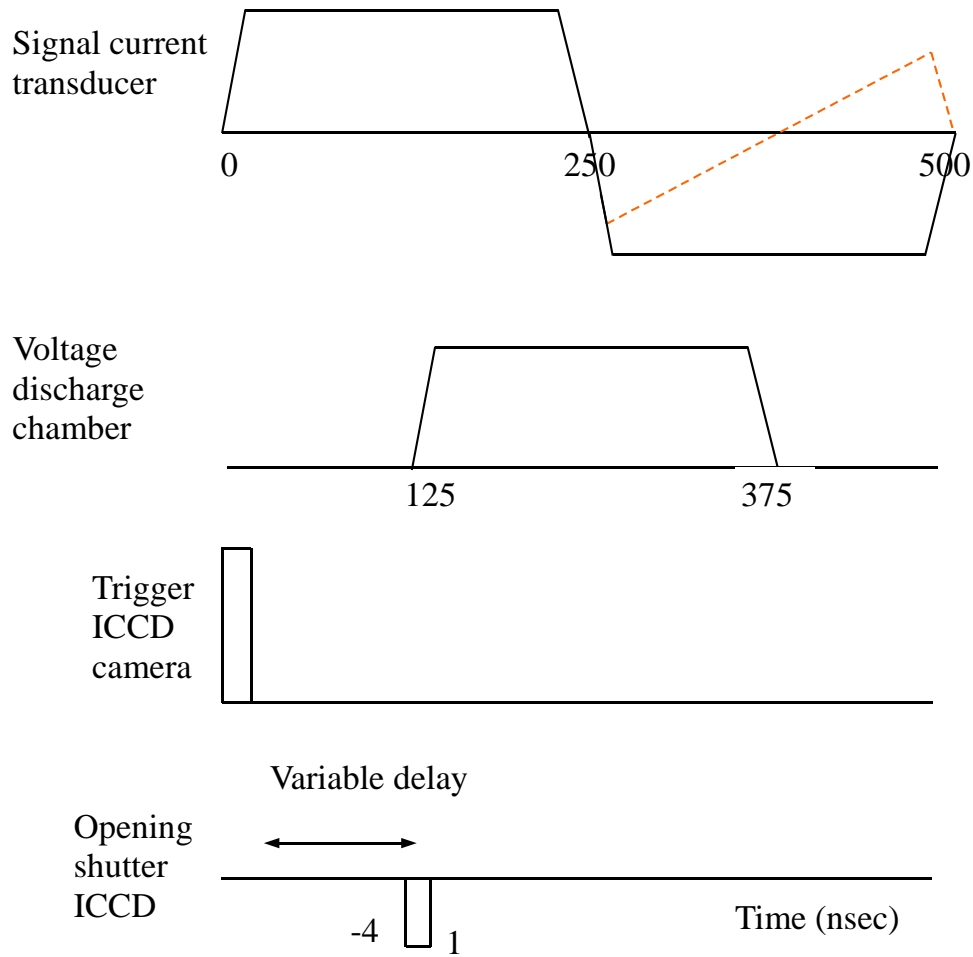 Signal current
transducer
0
250
500
Voltage
discharge
chamber
125
375
Trigger
ICCD
camera
Variable delay
Opening
shutter
ICCD
-4
1
Time (nsec)